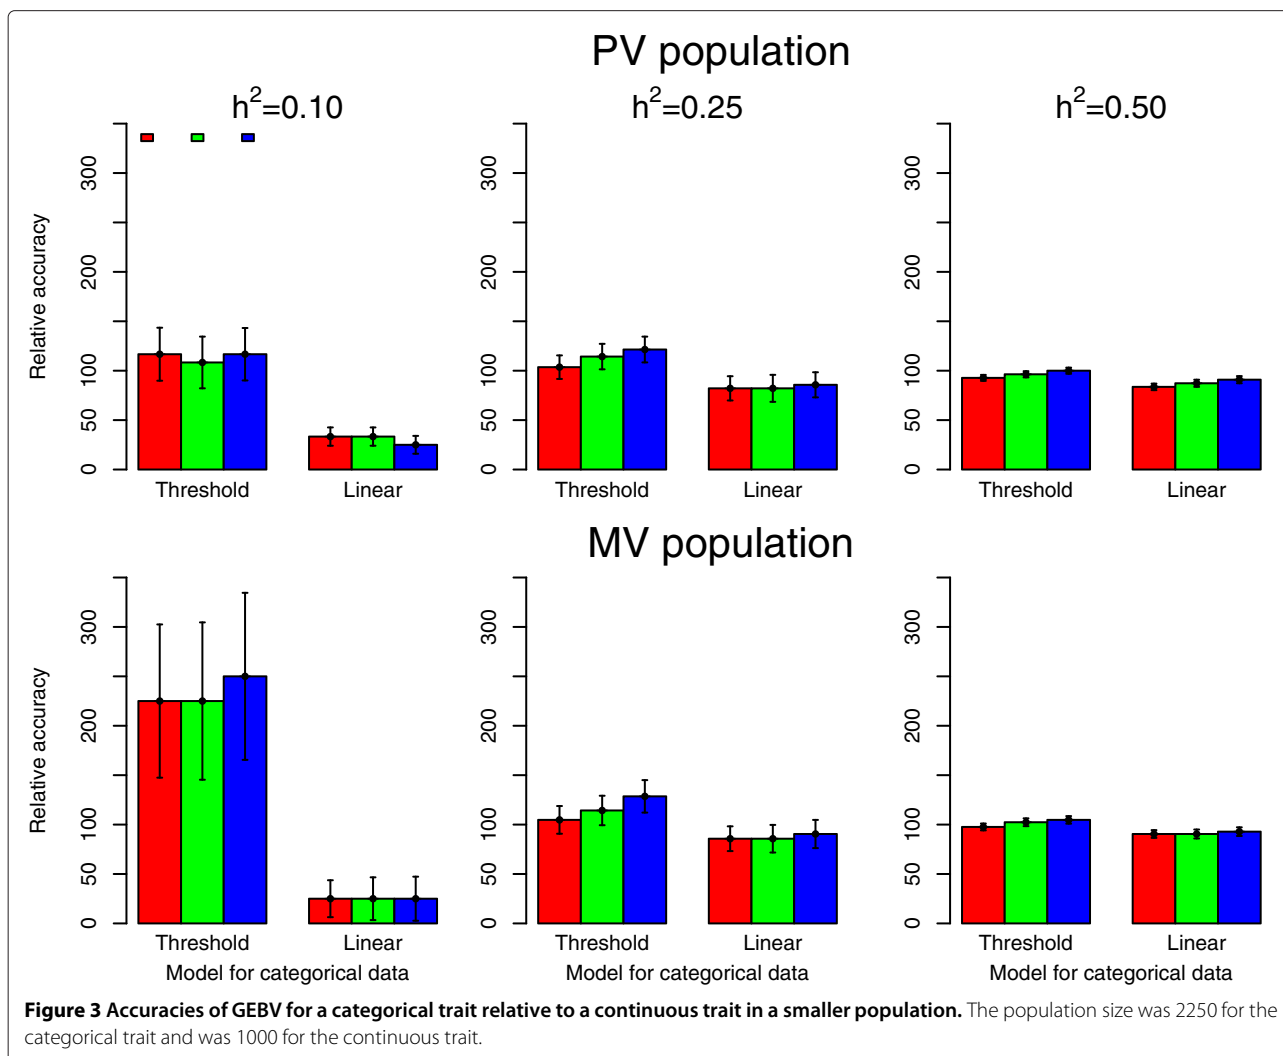 PV population
h²=0.10 h²=0.25 h²=0.50
Relative accuracy
0 50 100 200 300
0 50 100 200 300
0 50 100 200 300
Threshold Linear Threshold Linear Threshold Linear
MV population
Relative accuracy
0 50 100 200 300
0 50 100 200 300
0 50 100 200 300
Threshold Linear Threshold Linear Threshold Linear
Model for categorical data Model for categorical data Model for categorical data
Figure 3 Accuracies of GEBV for a categorical trait relative to a continuous trait in a smaller population. The population size was 2250 for the
categorical trait and was 1000 for the continuous trait.